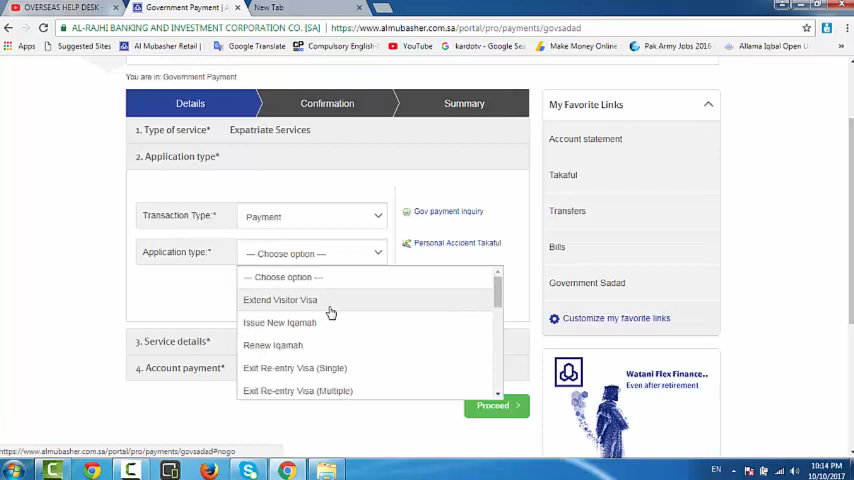 OVERSEAS HELP DESK -
Government Payment | A
New Tab
AL-RAJHI BANKING AND INVESTMENT CORPORATION CO. [SA]
https://www.almubasher.com.sa/portal/pro/payments/govsadad
Apps
Suggested Sites
Al Mubasher Retail |
Google Translate
Compulsory English-
YouTube
kardotv - Google Sea
Make Money Online
Pak Army Jobs 2016
Allama Iqbal Open U
You are in: Government Payment
Details
Confirmation
Summary
My Favorite Links
1. Type of service* Expatriate Services
Account statement
2. Application type*
Takaful
Transaction Type:* Payment
Gov payment inquiry
Transfers
Application type:* --- Choose option ---
Personal Accident Takaful
Bills
--- Choose option ---
Extend Visitor Visa
Government Sadad
Issue New Iqamah
Customize my favorite links
Renew Iqamah
3. Service details*
Exit Re-entry Visa (Single)
4. Account payment*
Exit Re-entry Visa (Multiple)
Watani Flex Finance..
Even after retirement
Proceed
https://www.almubasher.com.sa/portal/pro/payments/govsadad#nogo
EN
10:14 PM
10/10/2017